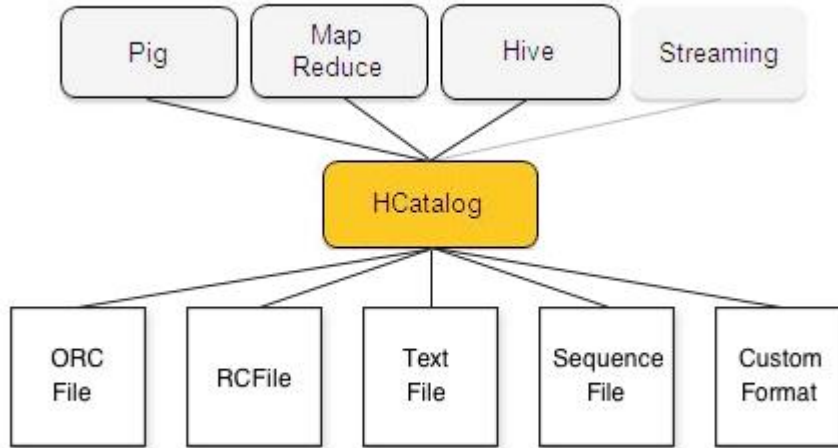 Pig
Map
Reduce
Hive
Streaming
HCatalog
ORC
File
RCFile
Text
File
Sequence
File
Custom
Format